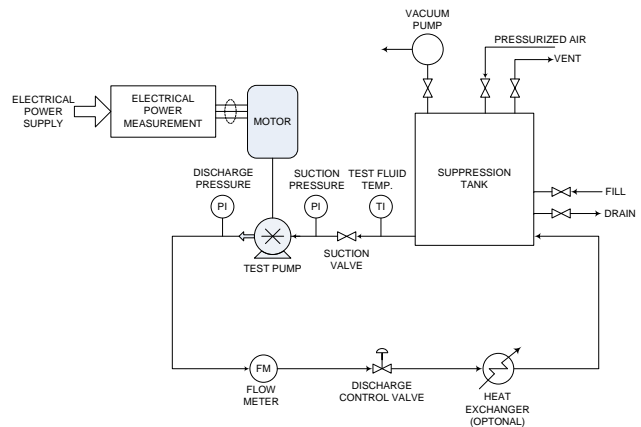 VACUUM
PUMP
PRESSURIZED AIR
VENT
ELECTRICAL
POWER
SUPPLY
ELECTRICAL
POWER
MEASUREMENT
MOTOR
DISCHARGE
PRESSURE
SUCTION
PRESSURE
TEST FLUID
TEMP.
SUPPRESSION
TANK
FILL
DRAIN
PI
PI
TI
TEST PUMP
SUCTION
VALVE
FM
FLOW
METER
DISCHARGE
CONTROL VALVE
HEAT
EXCHANGER
(OPTONAL)